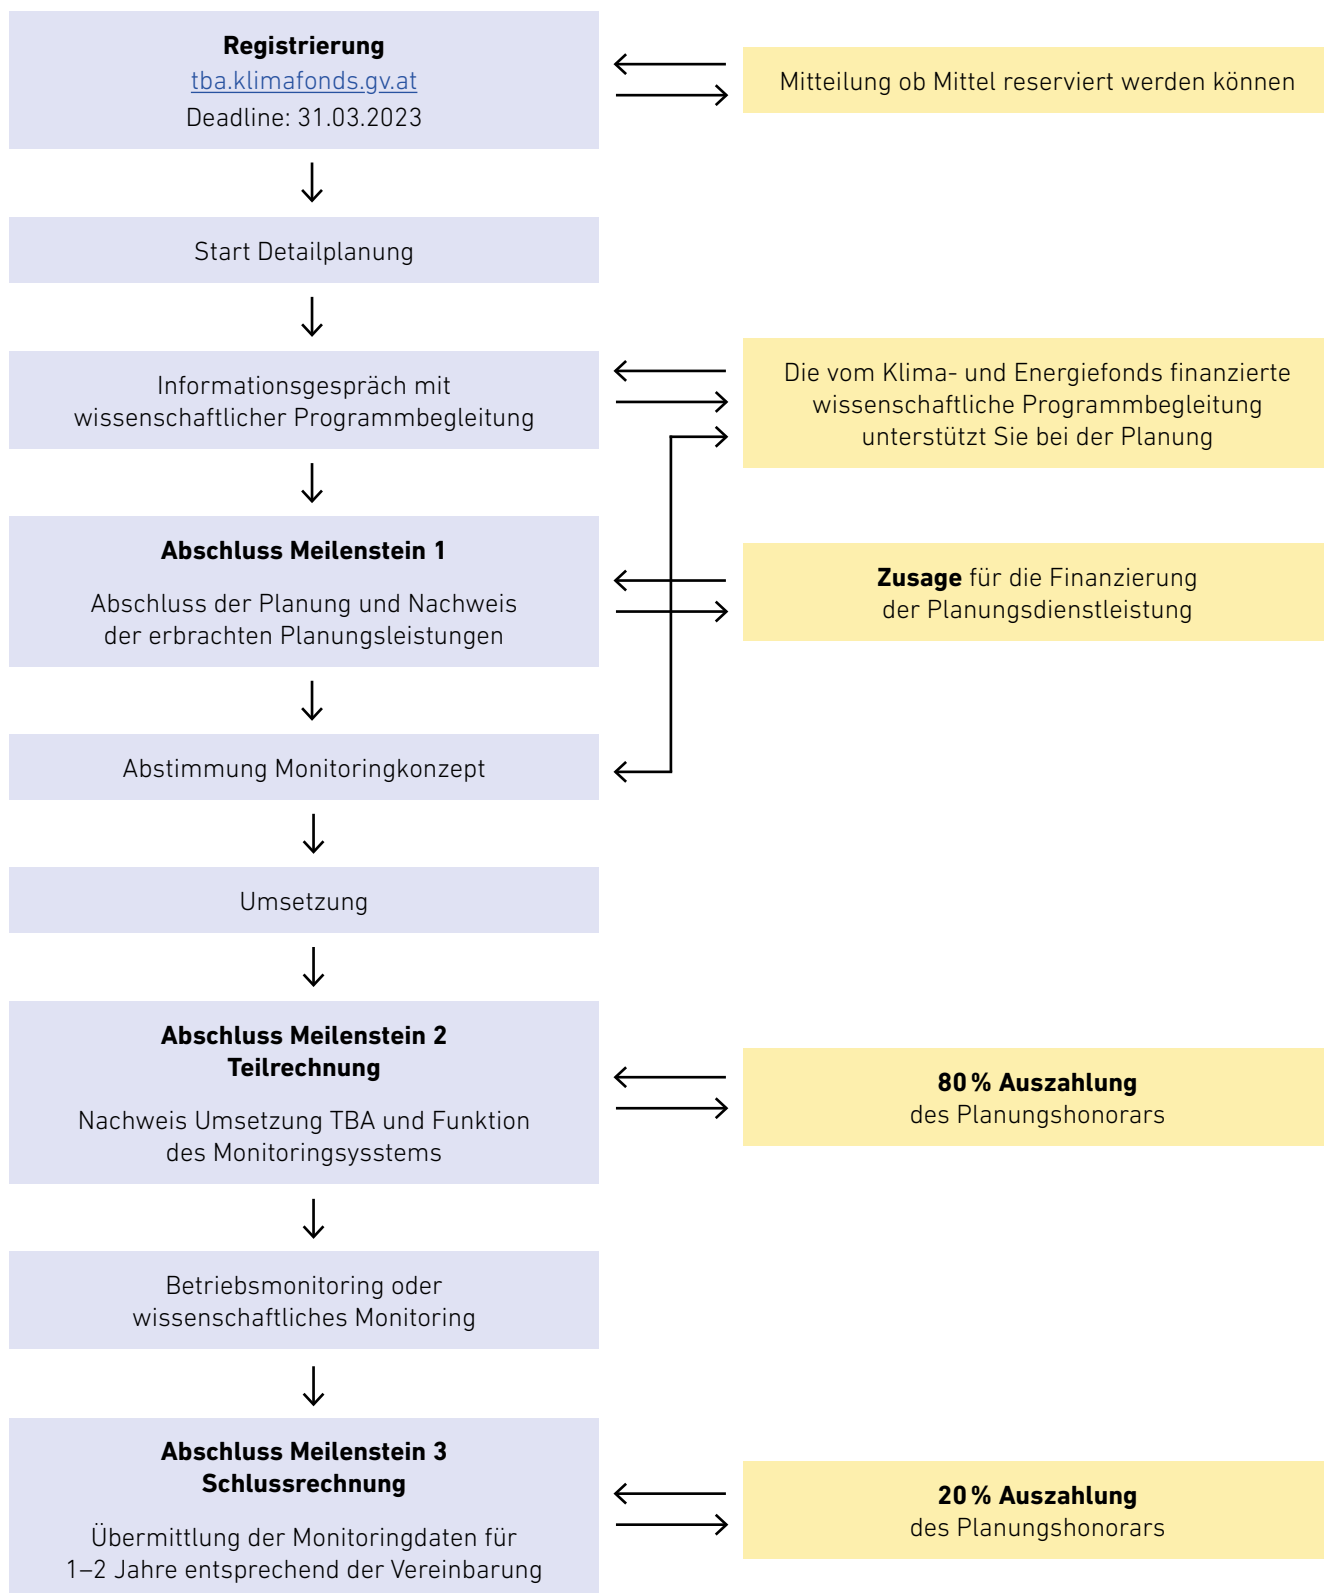 Registrierung
tba.klimafonds.gv.at
Deadline: 31.03.2023
Mitteilung ob Mittel reserviert werden können
Start Detailplanung
Informationsgespräch mit
wissenschaftlicher Programmbegleitung
Die vom Klima- und Energiefonds finanzierte
wissenschaftliche Programmbegleitung
unterstützt Sie bei der Planung
Abschluss Meilenstein 1
Abschluss der Planung und Nachweis
der erbrachten Planungsleistungen
Zusage für die Finanzierung
der Planungsdienstleistung
Abstimmung Monitoringkonzept
Umsetzung
Abschluss Meilenstein 2
Teilrechnung
Nachweis Umsetzung TBA und Funktion
des Monitoringsysstems
80 % Auszahlung
des Planungshonorars
Betriebsmonitoring oder
wissenschaftliches Monitoring
Abschluss Meilenstein 3
Schlussrechnung
Übermittlung der Monitoringdaten für
1–2 Jahre entsprechend der Vereinbarung
20 % Auszahlung
des Planungshonorars